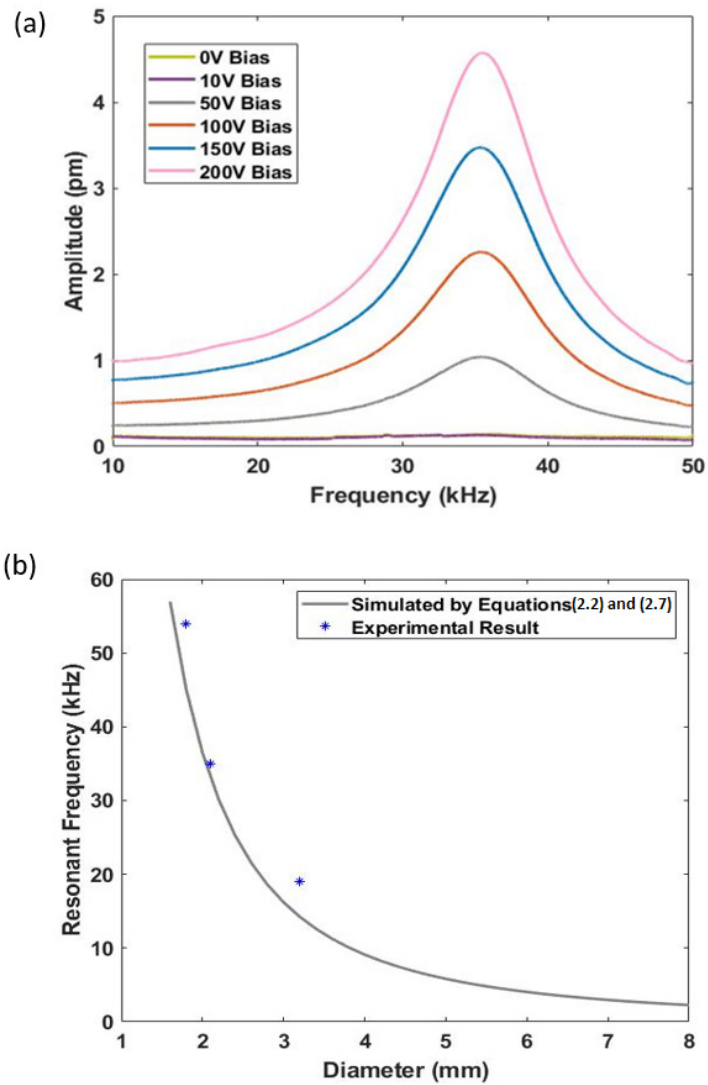 (a)
5
4
3
2
1
0
Amplitude (pm)
0V Bias
10V Bias
50V Bias
100V Bias
150V Bias
200V Bias
10 20 30 40 50
Frequency (kHz)
(b)
60
50
40
30
20
10
0
Resonant Frequency (kHz)
Simulated by Equations(2.2) and (2.7)
Experimental Result
1 2 3 4 5 6 7 8
Diameter (mm)